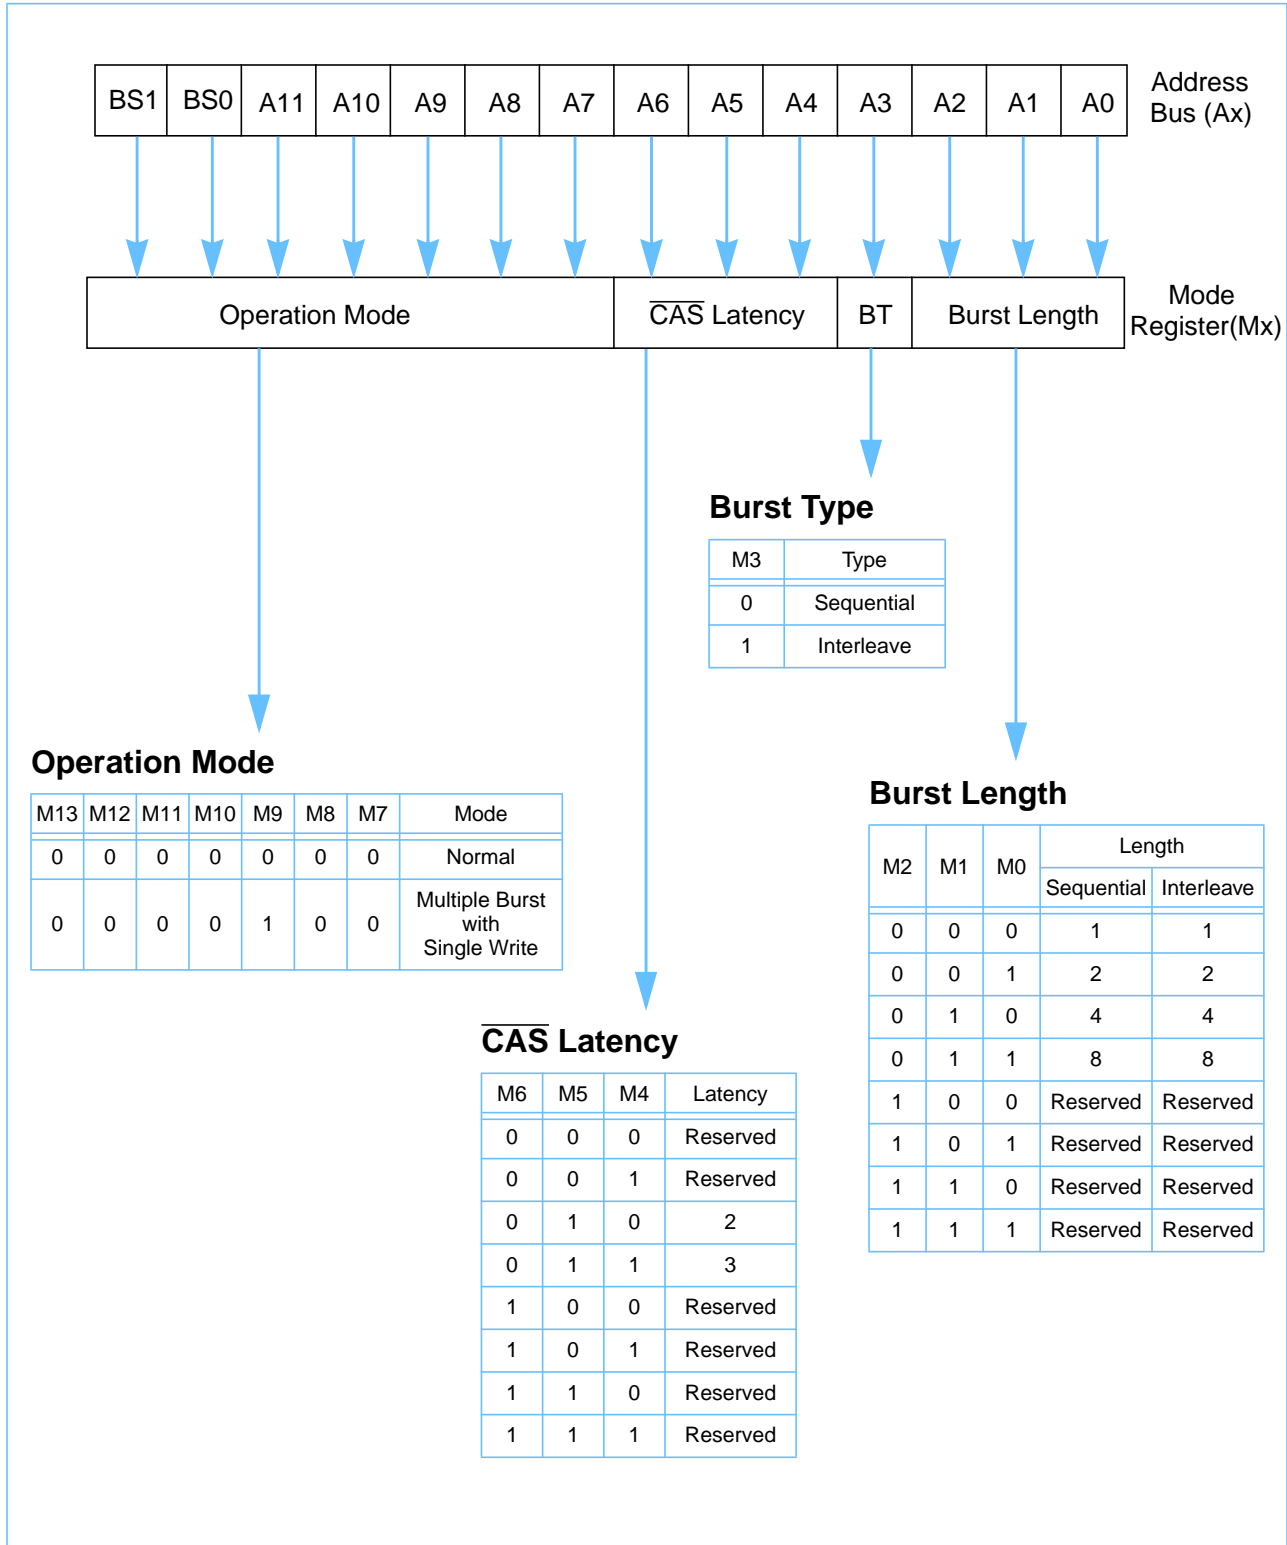 BS1 BS0 A11 A10 A9 A8 A7 A6 A5 A4 A3 A2 A1 A0
Address
Bus (Ax)
Operation Mode CAS Latency BT Burst Length
Mode
Register(Mx)
Burst Type
M3 Type
0 Sequential
1 Interleave
Operation Mode
M13 M12 M11 M10 M9 M8 M7 Mode
0 0 0 0 0 0 0 Normal
0 0 0 0 1 0 0 Multiple Burst
with
Single Write
Burst Length
M2 M1 M0 Length
Sequential Interleave
0 0 0 1 1
0 0 1 2 2
0 1 0 4 4
0 1 1 8 8
1 0 0 Reserved Reserved
1 0 1 Reserved Reserved
1 1 0 Reserved Reserved
1 1 1 Reserved Reserved
CAS Latency
M6 M5 M4 Latency
0 0 0 Reserved
0 0 1 Reserved
0 1 0 2
0 1 1 3
1 0 0 Reserved
1 0 1 Reserved
1 1 0 Reserved
1 1 1 Reserved